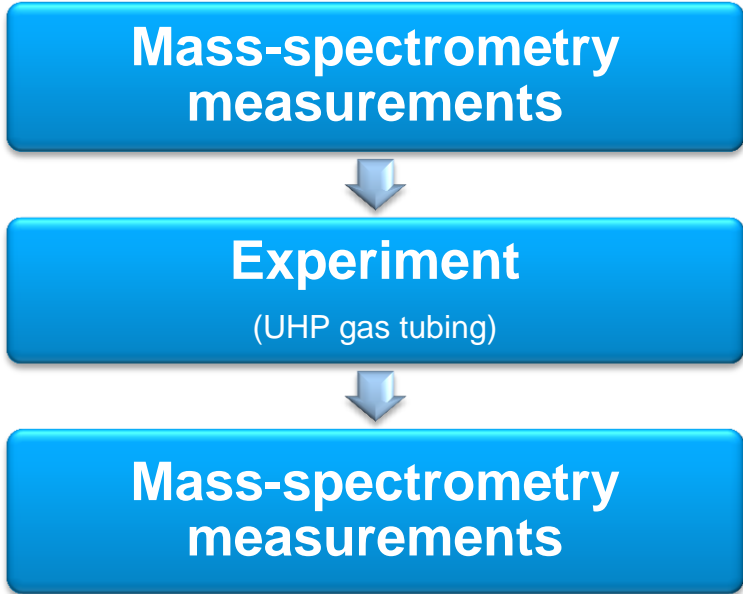 Mass-spectrometry
measurements
Experiment
(UHP gas tubing)
Mass-spectrometry
measurements